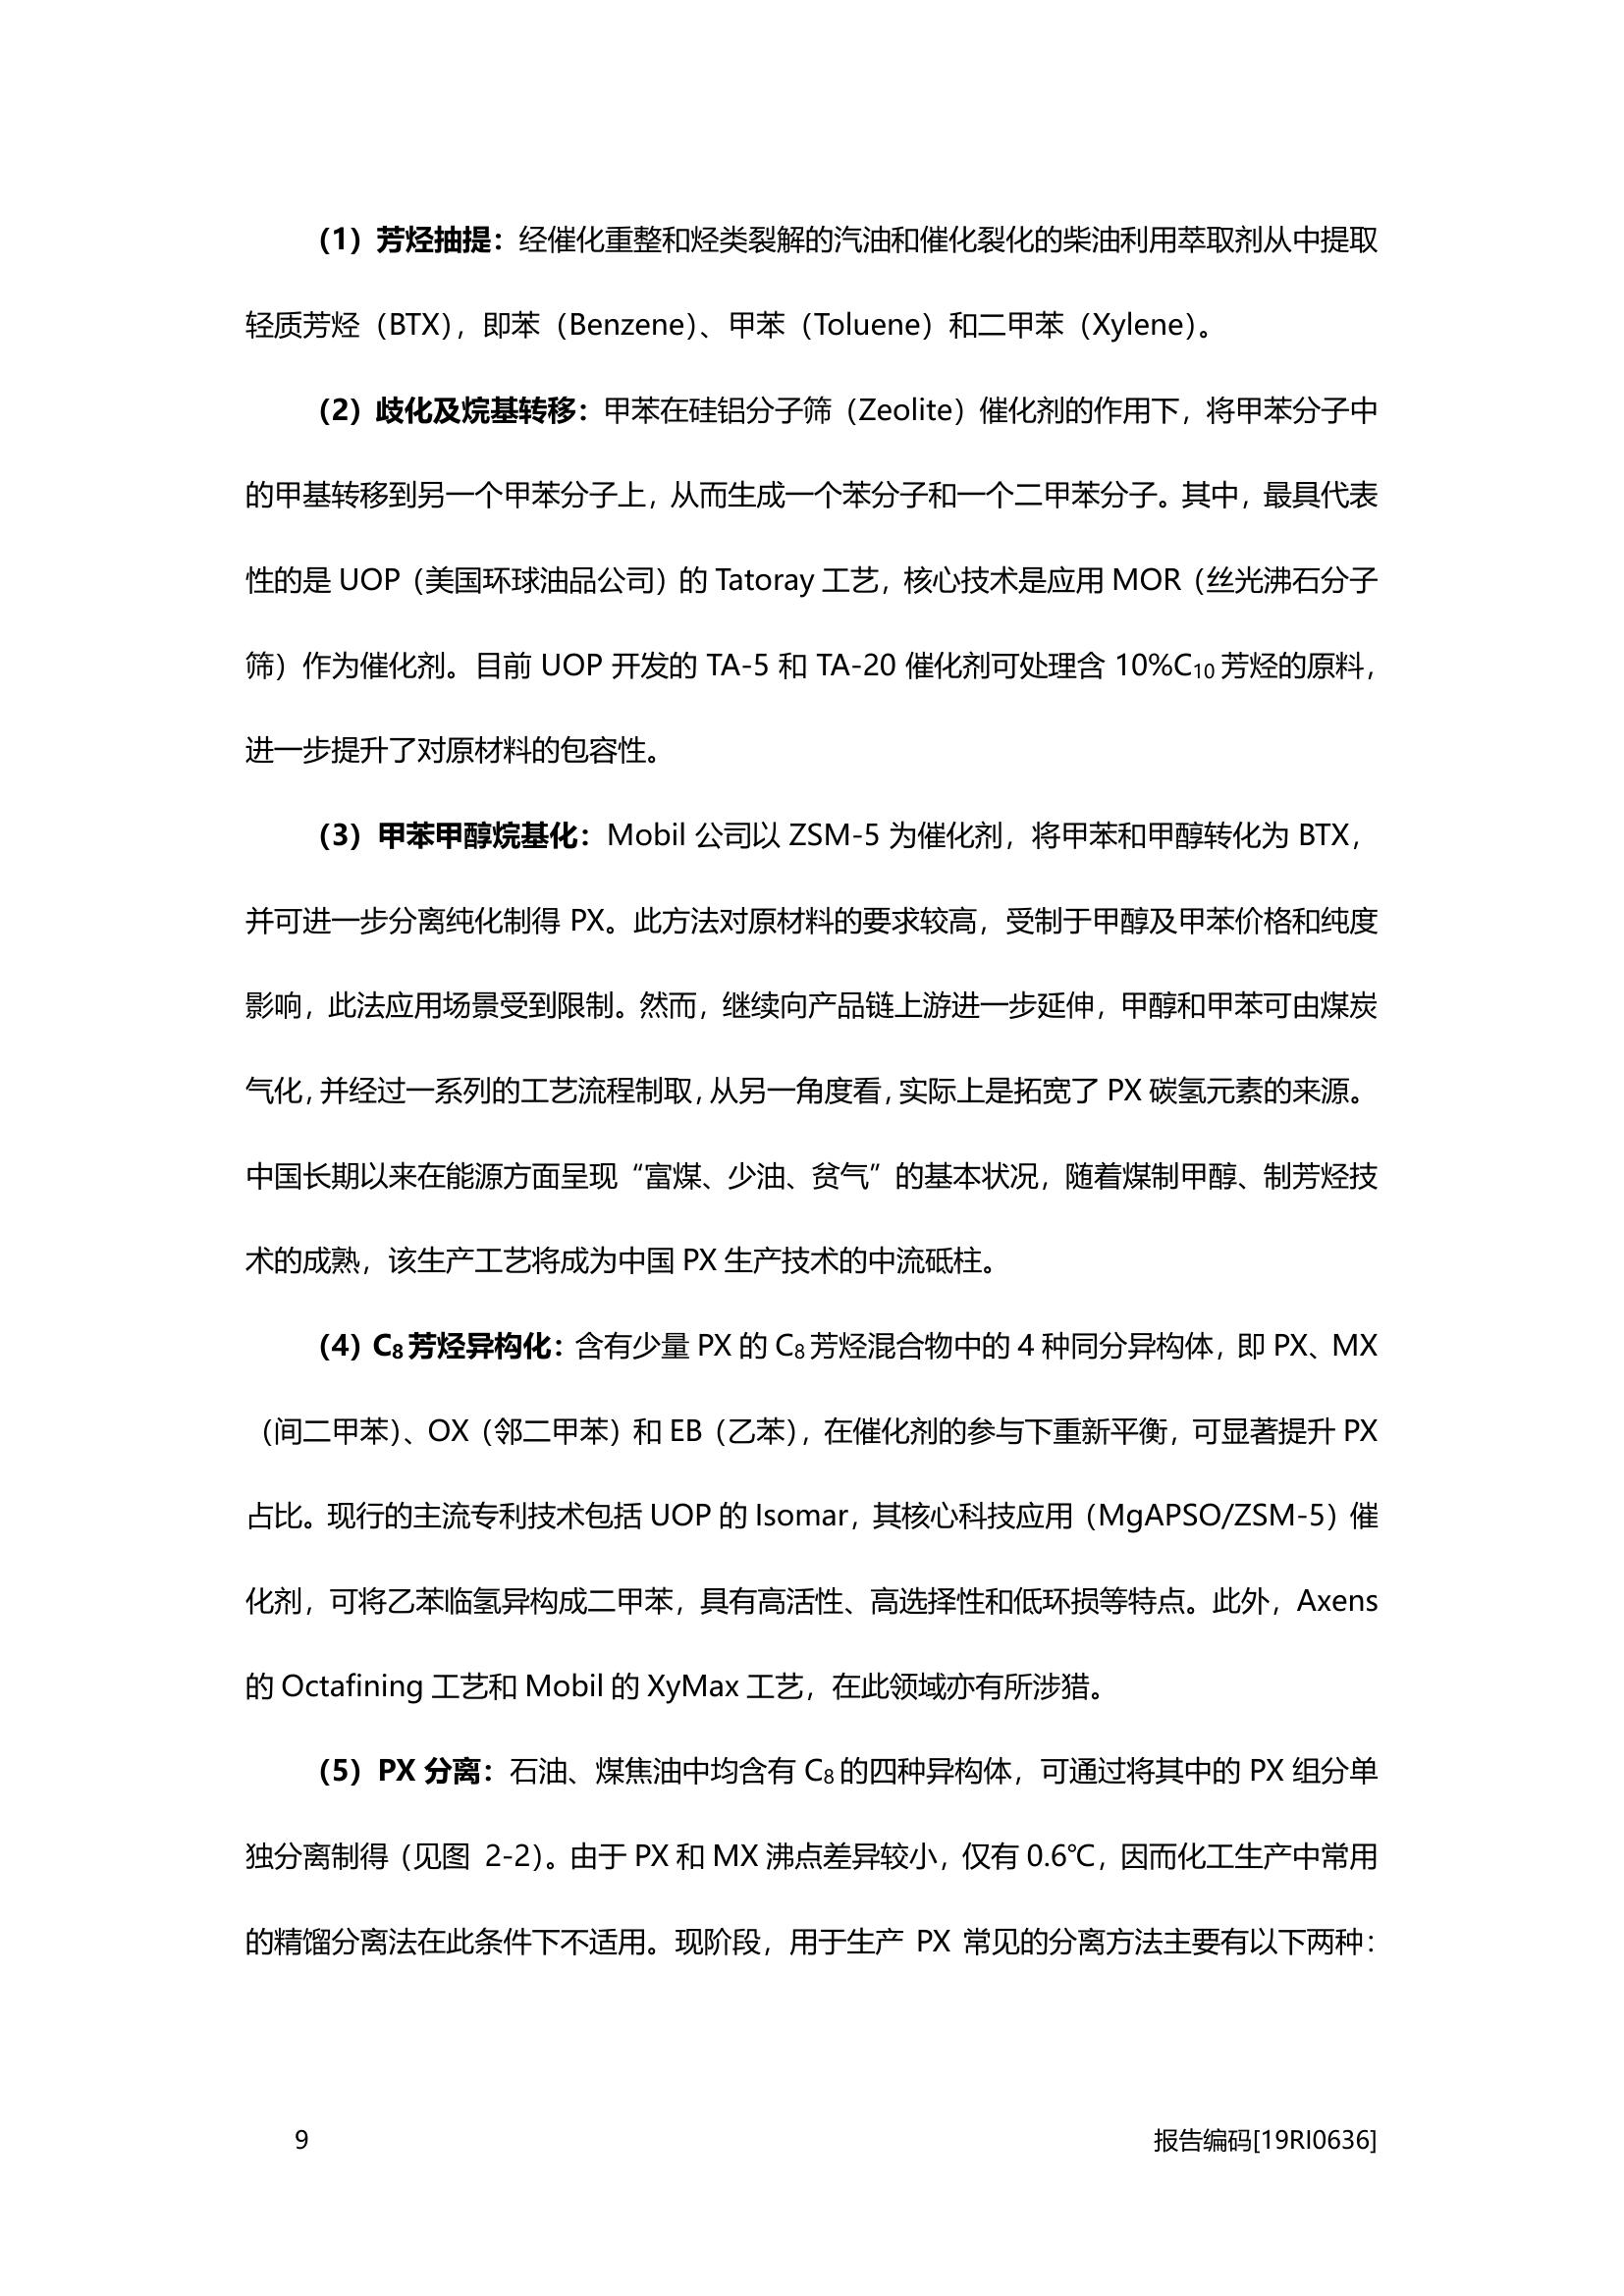 （1）芳烃抽提：经催化重整和烃类裂解的汽油和催化裂化的柴油利用萃取剂从中提取
轻质芳烃（BTX），即苯（Benzene）、甲苯（Toluene）和二甲苯（Xylene）。
（2）歧化及烷基转移：甲苯在硅铝分子筛（Zeolite）催化剂的作用下，将甲苯分子中
的甲基转移到另一个甲苯分子上，从而生成一个苯分子和一个二甲苯分子。其中，最具代表
性的是 UOP（美国环球油品公司）的 Tatoray 工艺，核心技术是应用 MOR（丝光沸石分子
筛）作为催化剂。目前 UOP 开发的 TA-5 和 TA-20 催化剂可处理含 10%C₁₀芳烃的原料，
进一步提升了对原材料的包容性。
（3）甲苯甲醇烷基化：Mobil 公司以 ZSM-5 为催化剂，将甲苯和甲醇转化为 BTX，
并可进一步分离纯化制得 PX。此方法对原材料的要求较高，受制于甲醇及甲苯价格和纯度
影响，此法应用场景受到限制。然而，继续向产品链上游进一步延伸，甲醇和甲苯可由煤炭
气化，并经过一系列的工艺流程制取，从另一角度看，实际上是拓宽了 PX 碳氢元素的来源。
中国长期以来在能源方面呈现“富煤、少油、贫气”的基本状况，随着煤制甲醇、制芳烃技
术的成熟，该生产工艺将成为中国 PX 生产技术的中流砥柱。
（4）C₈芳烃异构化：含有少量 PX 的 C₈芳烃混合物中的 4 种同分异构体，即 PX、MX
（间二甲苯）、OX（邻二甲苯）和 EB（乙苯），在催化剂的参与下重新平衡，可显著提升 PX
占比。现行的主流专利技术包括 UOP 的 Isomar，其核心科技应用（MgAPSO/ZSM-5）催
化剂，可将乙苯临氢异构成二甲苯，具有高活性、高选择性和低环损等特点。此外，Axens
的 Octafining 工艺和 Mobil 的 XyMax 工艺，在此领域亦有所涉猎。
（5）PX 分离：石油、煤焦油中均含有 C₈的四种异构体，可通过将其中的 PX 组分单
独分离制得（见图 2-2）。由于 PX 和 MX 沸点差异较小，仅有 0.6℃，因而化工生产中常用
的精馏分离法在此条件下不适用。现阶段，用于生产 PX 常见的分离方法主要有以下两种：
9
报告编码[19RI0636]